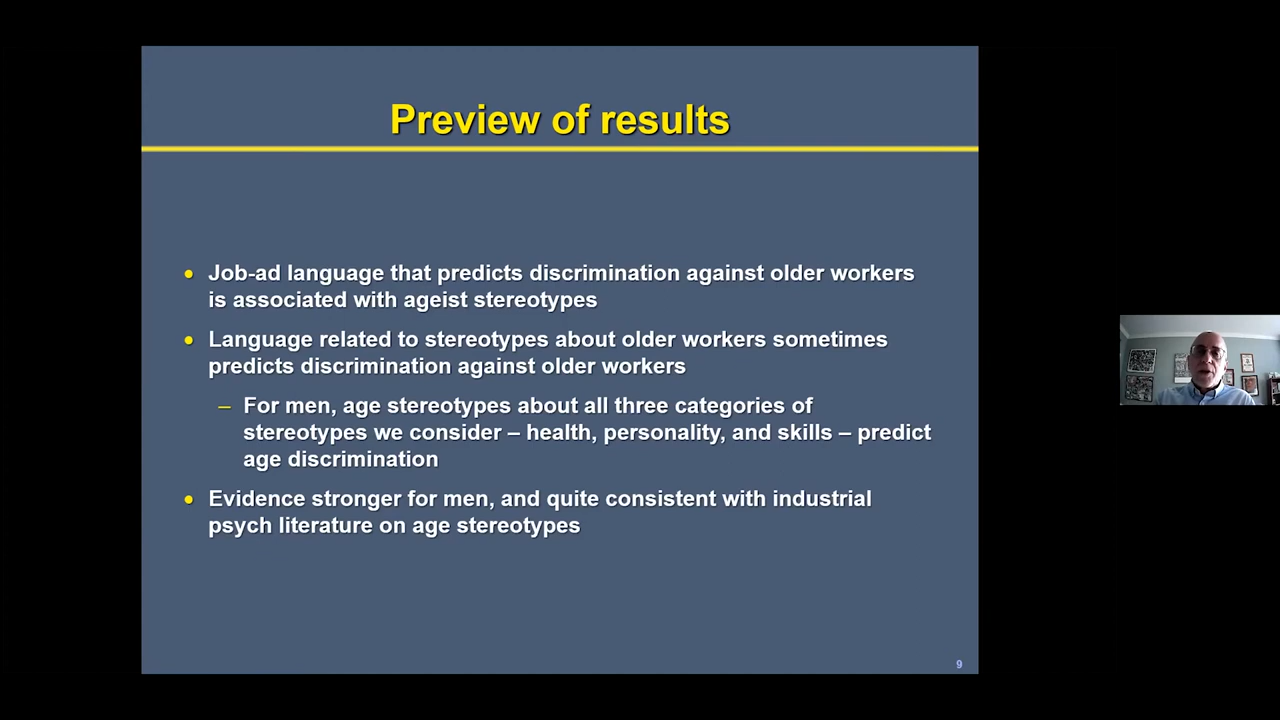 Preview of results
• Job-ad language that predicts discrimination against older workers
is associated with ageist stereotypes
• Language related to stereotypes about older workers sometimes
predicts discrimination against older workers
– For men, age stereotypes about all three categories of
stereotypes we consider – health, personality, and skills – predict
age discrimination
• Evidence stronger for men, and quite consistent with industrial
psych literature on age stereotypes
9